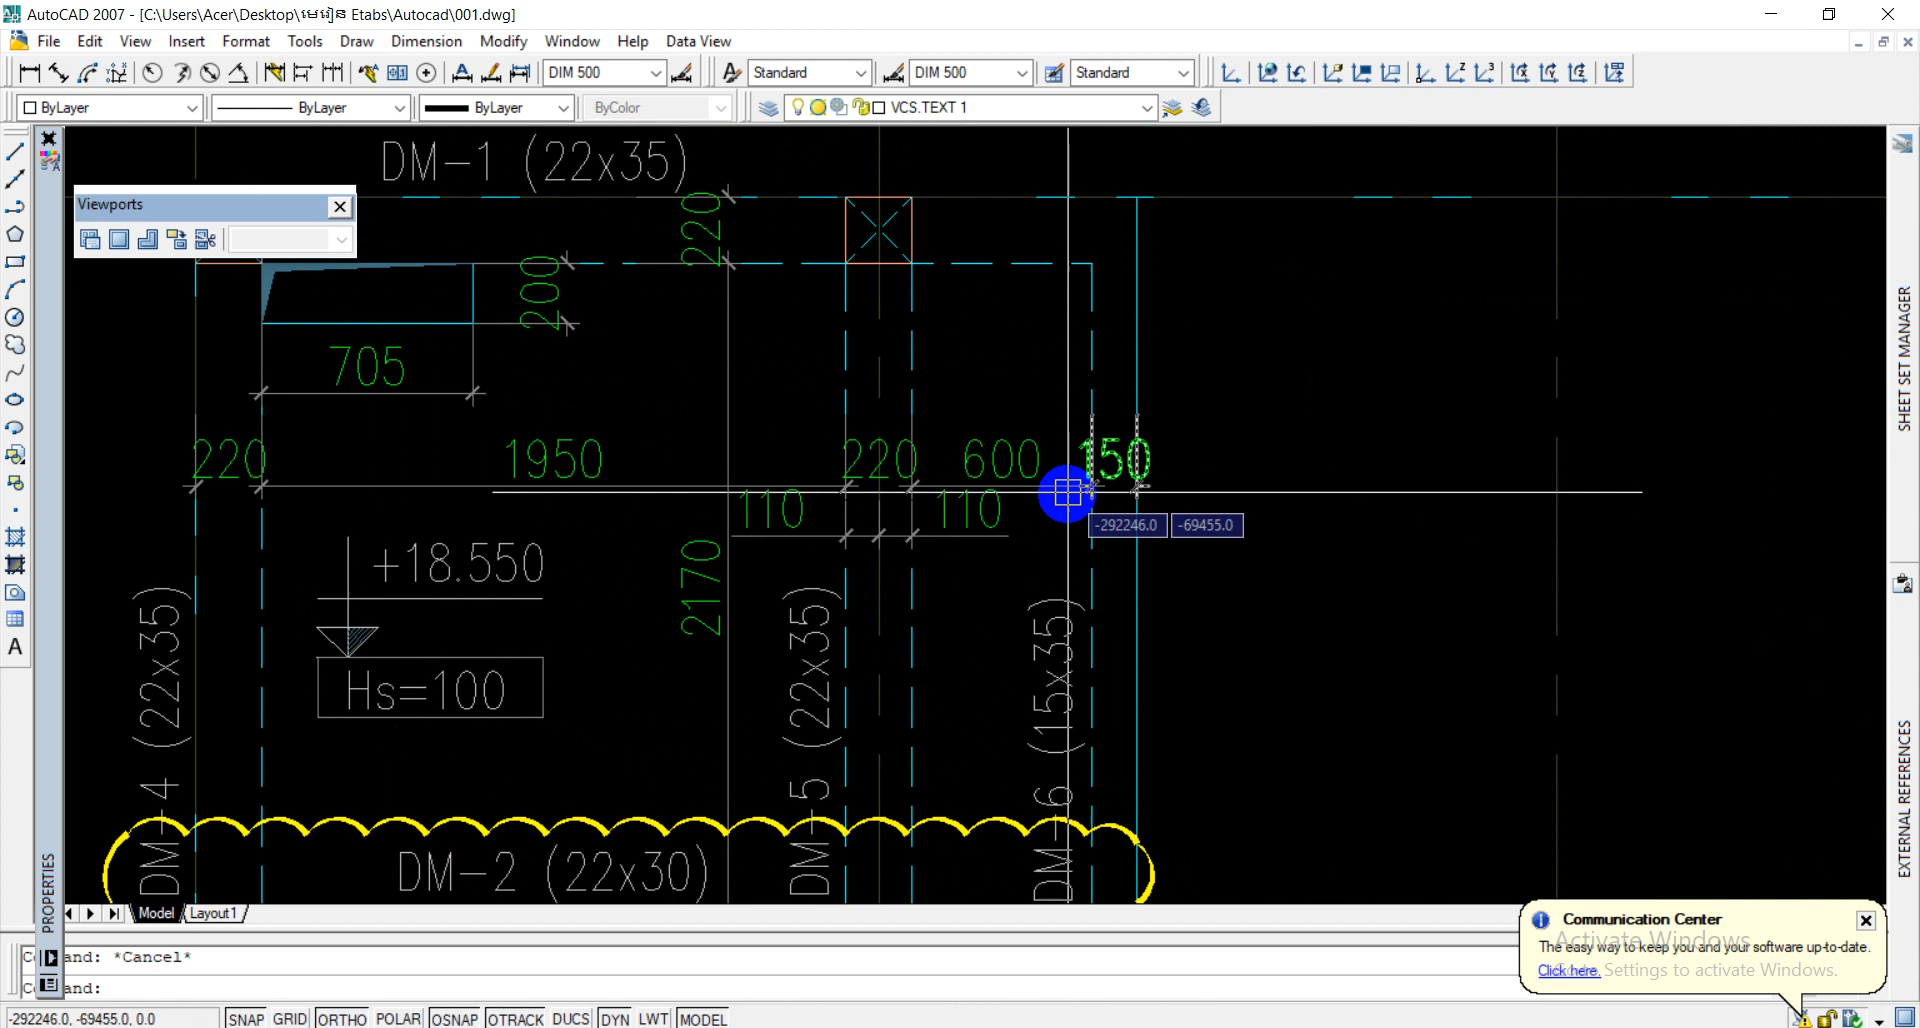 AutoCAD 2007 - [C:\Users\Acer\Desktop\មេរៀន Etabs\Autocad\001.dwg]
File Edit View Insert Format Tools Draw Dimension Modify Window Help Data View
DIM 500 Standard DIM 500 Standard
ByLayer ByLayer ByLayer ByColor VCS.TEXT 1
DM-1 (22x35)
Viewports
220
200
705
220 1950 220 600 150
110 110
-292246.0 -69455.0
+18.550
2170
Hs=100
DM-4 (22x35)
DM-5 (22x35)
DM-6 (15x35)
DM-2 (22x30)
SHEET SET MANAGER
EXTERNAL REFERENCES
PROPERTIES
Model Layout1
Communication Center
The easy way to keep you and your software up-to-date.
Click here.
Activate Windows
Settings to activate Windows.
and: *Cancel*
and:
-292246.0, -69455.0, 0.0 SNAP GRID ORTHO POLAR OSNAP OTRACK DUCS DYN LWT MODEL